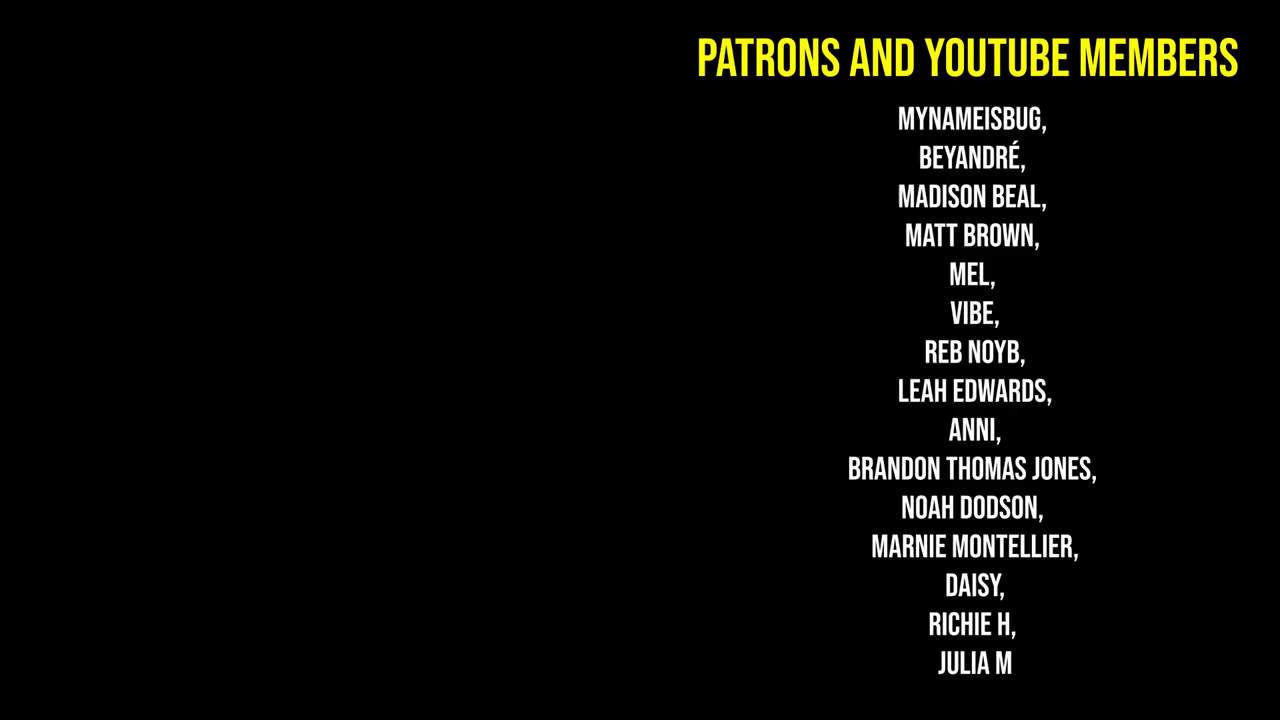 PATRONS AND YOUTUBE MEMBERS
MYNAMEISBUG,
BEYANDRÉ,
MADISON BEAL,
MATT BROWN,
MEL,
VIBE,
REB NOYB,
LEAH EDWARDS,
ANNI,
BRANDON THOMAS JONES,
NOAH DODSON,
MARNIE MONTELLIER,
DAISY,
RICHIE H,
JULIA M